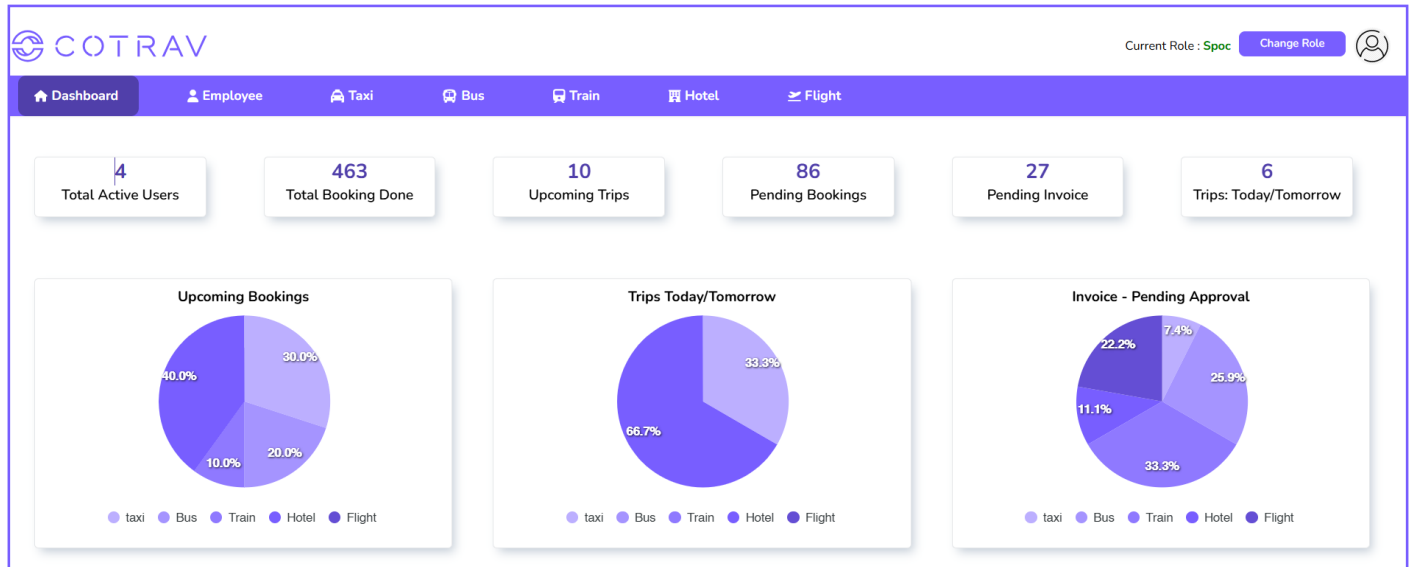 COTRAV
Current Role : Spoc Change Role
Dashboard Employee Taxi Bus Train Hotel Flight
4 463 10 86 27 6
Total Active Users Total Booking Done Upcoming Trips Pending Bookings Pending Invoice Trips: Today/Tomorrow
Upcoming Bookings
30.0%
40.0%
20.0%
10.0%
taxi Bus Train Hotel Flight
Trips Today/Tomorrow
33.3%
66.7%
taxi Bus Train Hotel Flight
Invoice - Pending Approval
7.4%
22.2%
25.9%
11.1%
33.3%
taxi Bus Train Hotel Flight